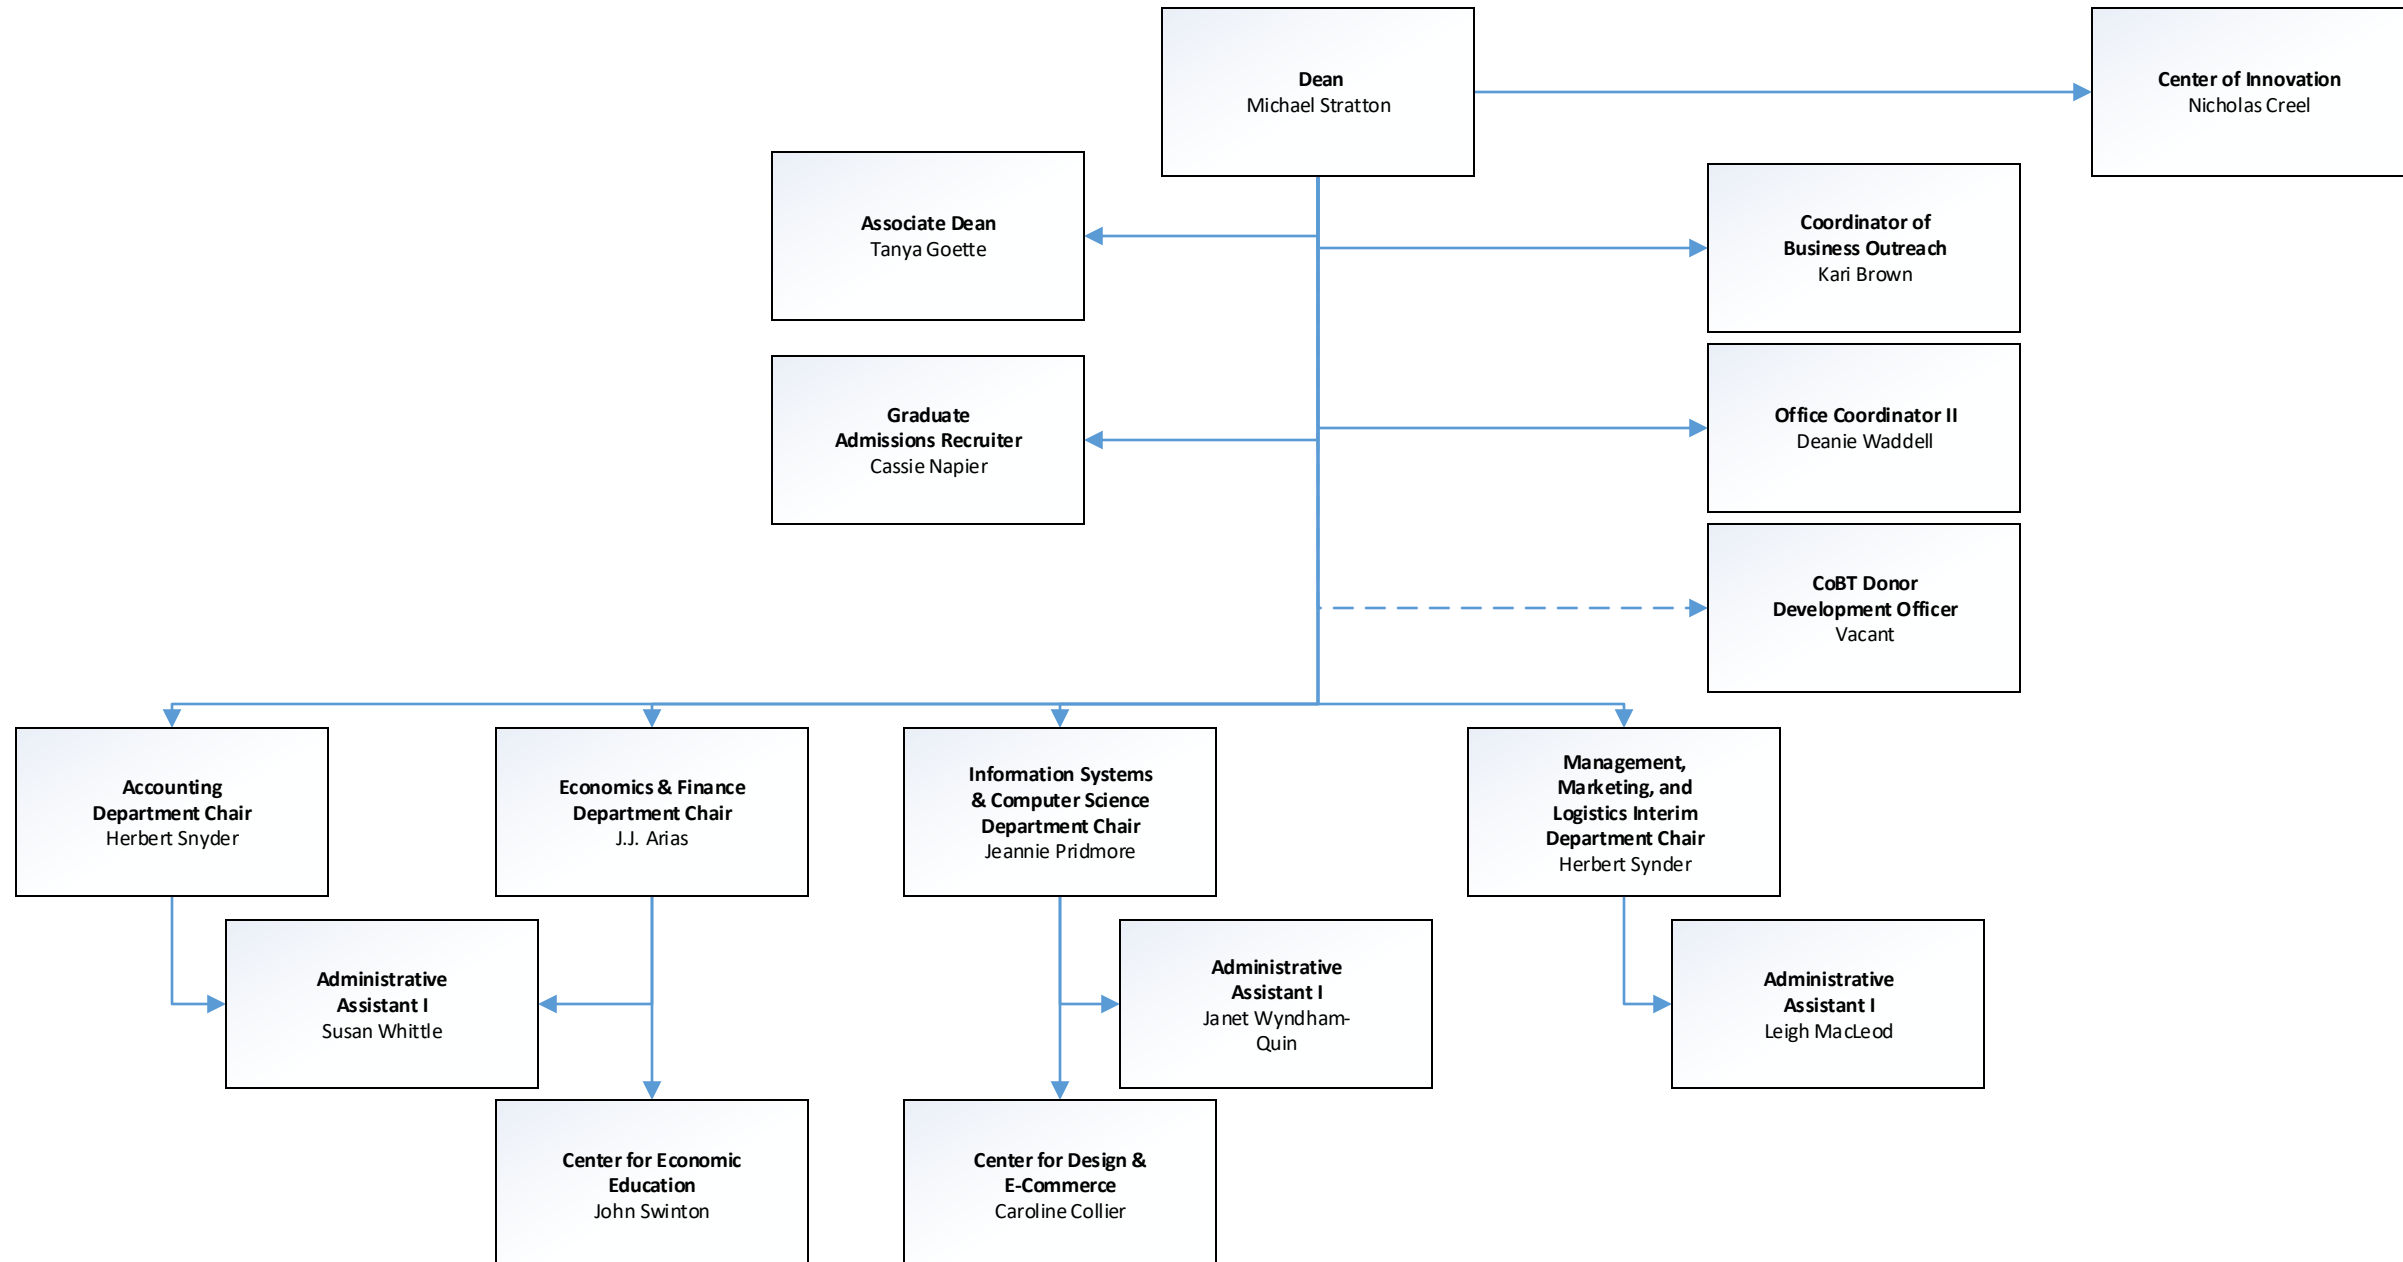 Dean
Michael Stratton
Center of Innovation
Nicholas Creel
Associate Dean
Tanya Goette
Coordinator of
Business Outreach
Kari Brown
Graduate
Admissions Recruiter
Cassie Napier
Office Coordinator II
Deanie Waddell
CoBT Donor
Development Officer
Vacant
Accounting
Department Chair
Herbert Snyder
Economics & Finance
Department Chair
J.J. Arias
Information Systems
& Computer Science
Department Chair
Jeannie Pridmore
Management,
Marketing, and
Logistics Interim
Department Chair
Herbert Synder
Administrative
Assistant I
Susan Whittle
Administrative
Assistant I
Janet Wyndham-
Quin
Administrative
Assistant I
Leigh MacLeod
Center for Economic
Education
John Swinton
Center for Design &
E-Commerce
Caroline Collier